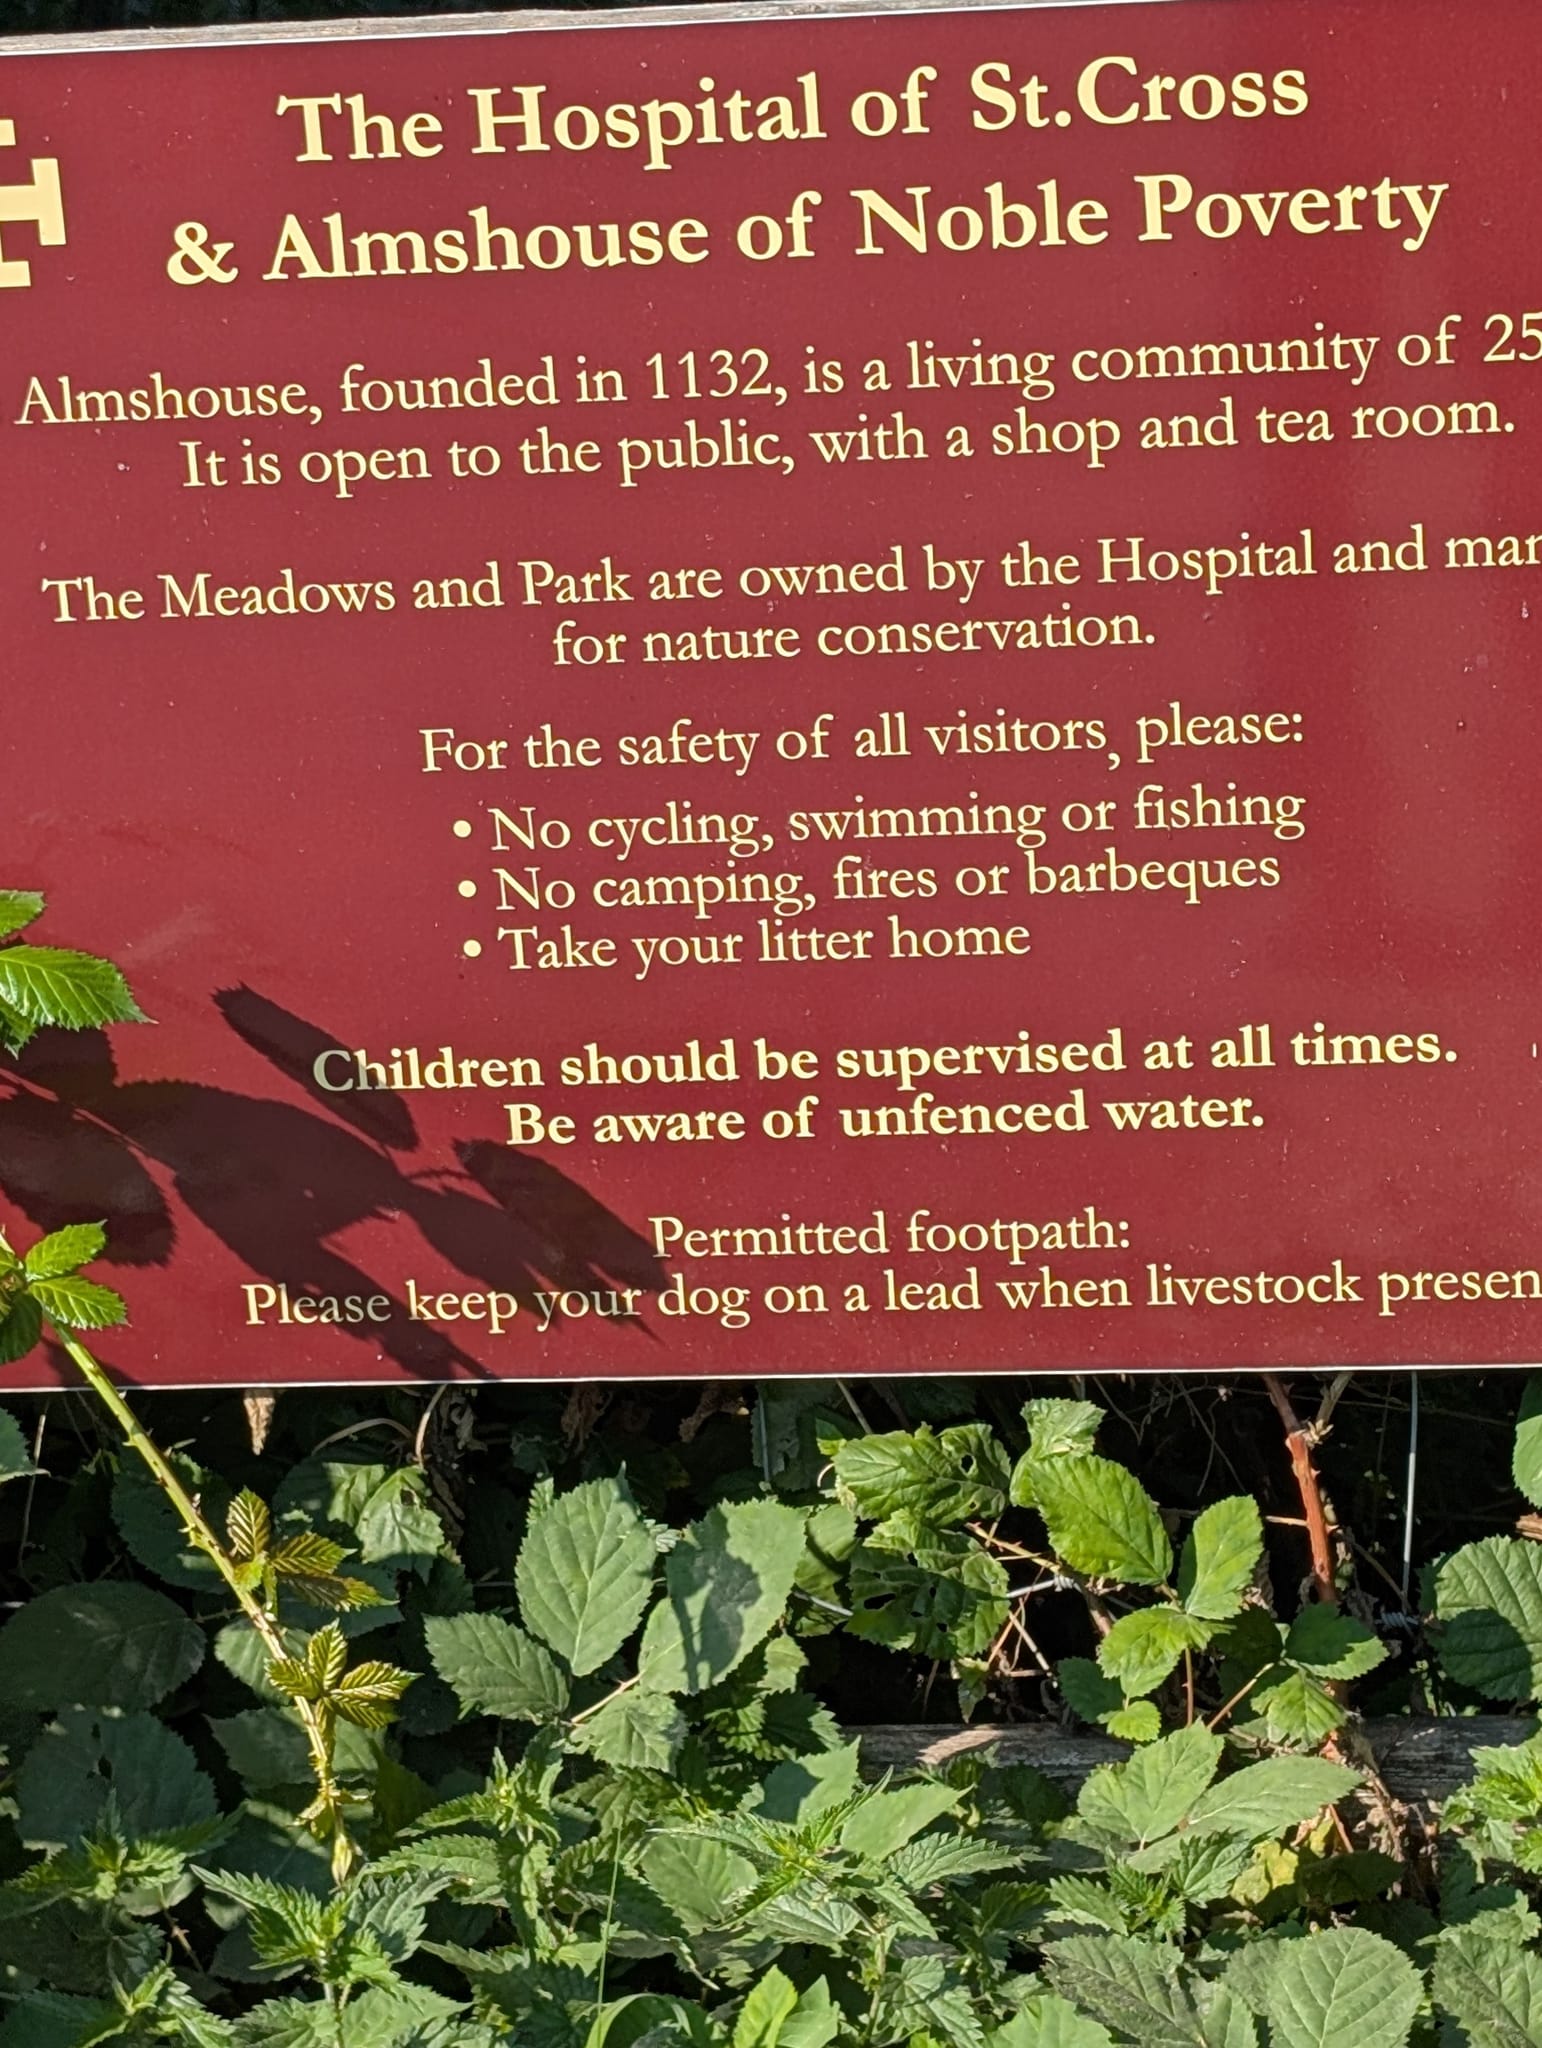 The Hospital of St.Cross
& Almshouse of Noble Poverty
Almshouse, founded in 1132, is a living community of 25
It is open to the public, with a shop and tea room.
The Meadows and Park are owned by the Hospital and
for nature conservation.
For the safety of all visitors, please:
• No cycling, swimming or fishing
• No camping, fires or barbeques
• Take your litter home
Children should be supervised at all times.
Be aware of unfenced water.
Permitted footpath:
Please keep your dog on a lead when livestock presen